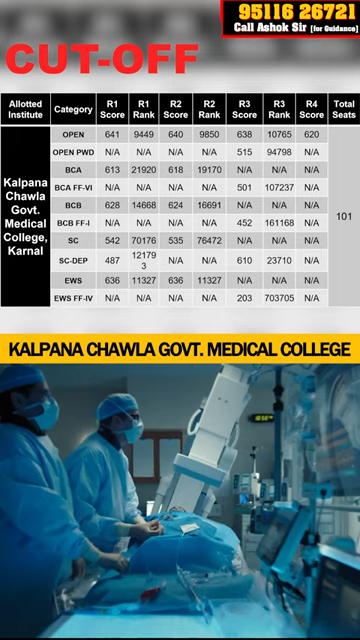 95116 26721
Call Ashok Sir [for Guidance]
CUT-OFF
Allotted Institute Category R1 Score R1 Rank R2 Score R2 Rank R3 Score R3 Rank R4 Score Total Seats
Kalpana Chawla Govt. Medical College, Karnal
OPEN 641 9449 640 9850 638 10765 620
OPEN PWD N/A N/A N/A N/A 515 94798 N/A
BCA 613 21920 618 19170 N/A N/A N/A
BCA FF-VI N/A N/A N/A N/A 501 107237 N/A
BCB 628 14668 624 16691 N/A N/A N/A
BCB FF-I N/A N/A N/A N/A 452 161168 N/A
SC 542 70176 535 76472 N/A N/A N/A
SC-DEP 487 121793 N/A N/A 610 23710 N/A
EWS 636 11327 636 11327 N/A N/A N/A
EWS FF-IV N/A N/A N/A N/A 203 703705 N/A
101
KALPANA CHAWLA GOVT. MEDICAL COLLEGE